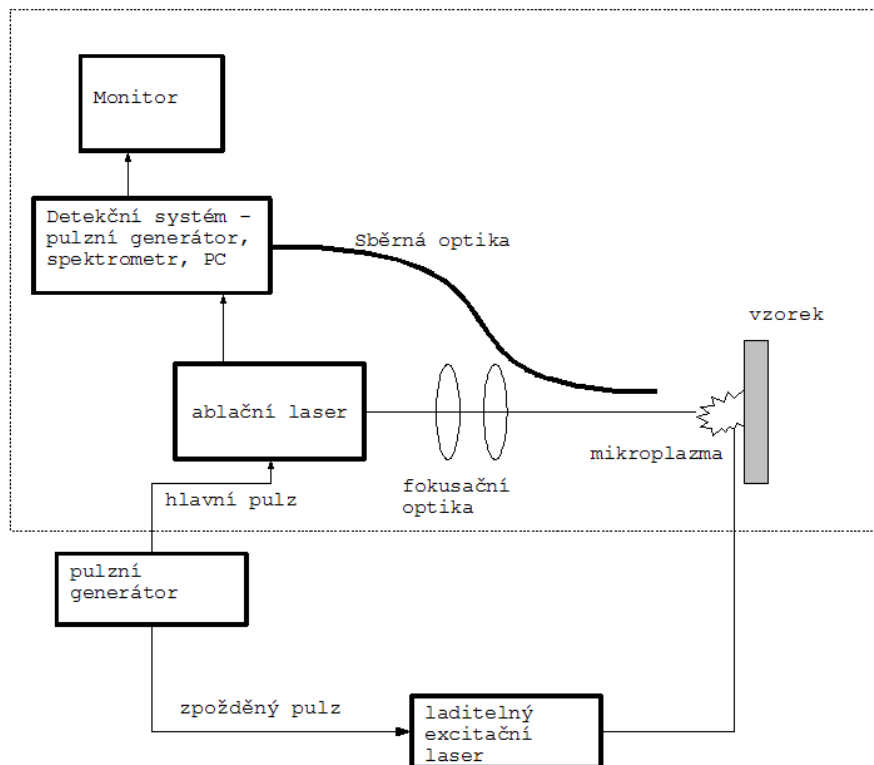 Monitor
Detekční systém –
pulzní generátor,
spektrometr, PC
Sběrná optika
vzorek
ablační laser
mikroplazma
fokusační
optika
hlavní pulz
pulzní
generátor
zpožděný pulz
laditelný
excitační
laser